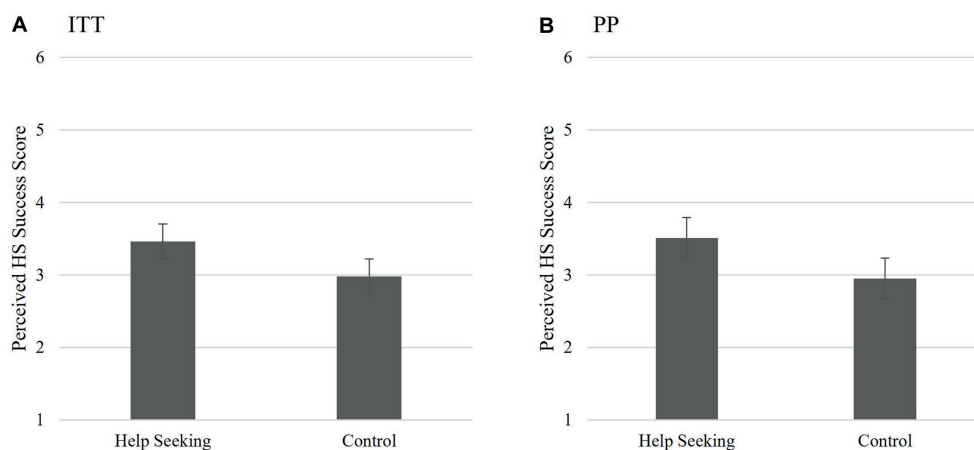 A ITT
Perceived HS Success Score
6
5
4
3
2
1
Help Seeking Control
B PP
Perceived HS Success Score
6
5
4
3
2
1
Help Seeking Control